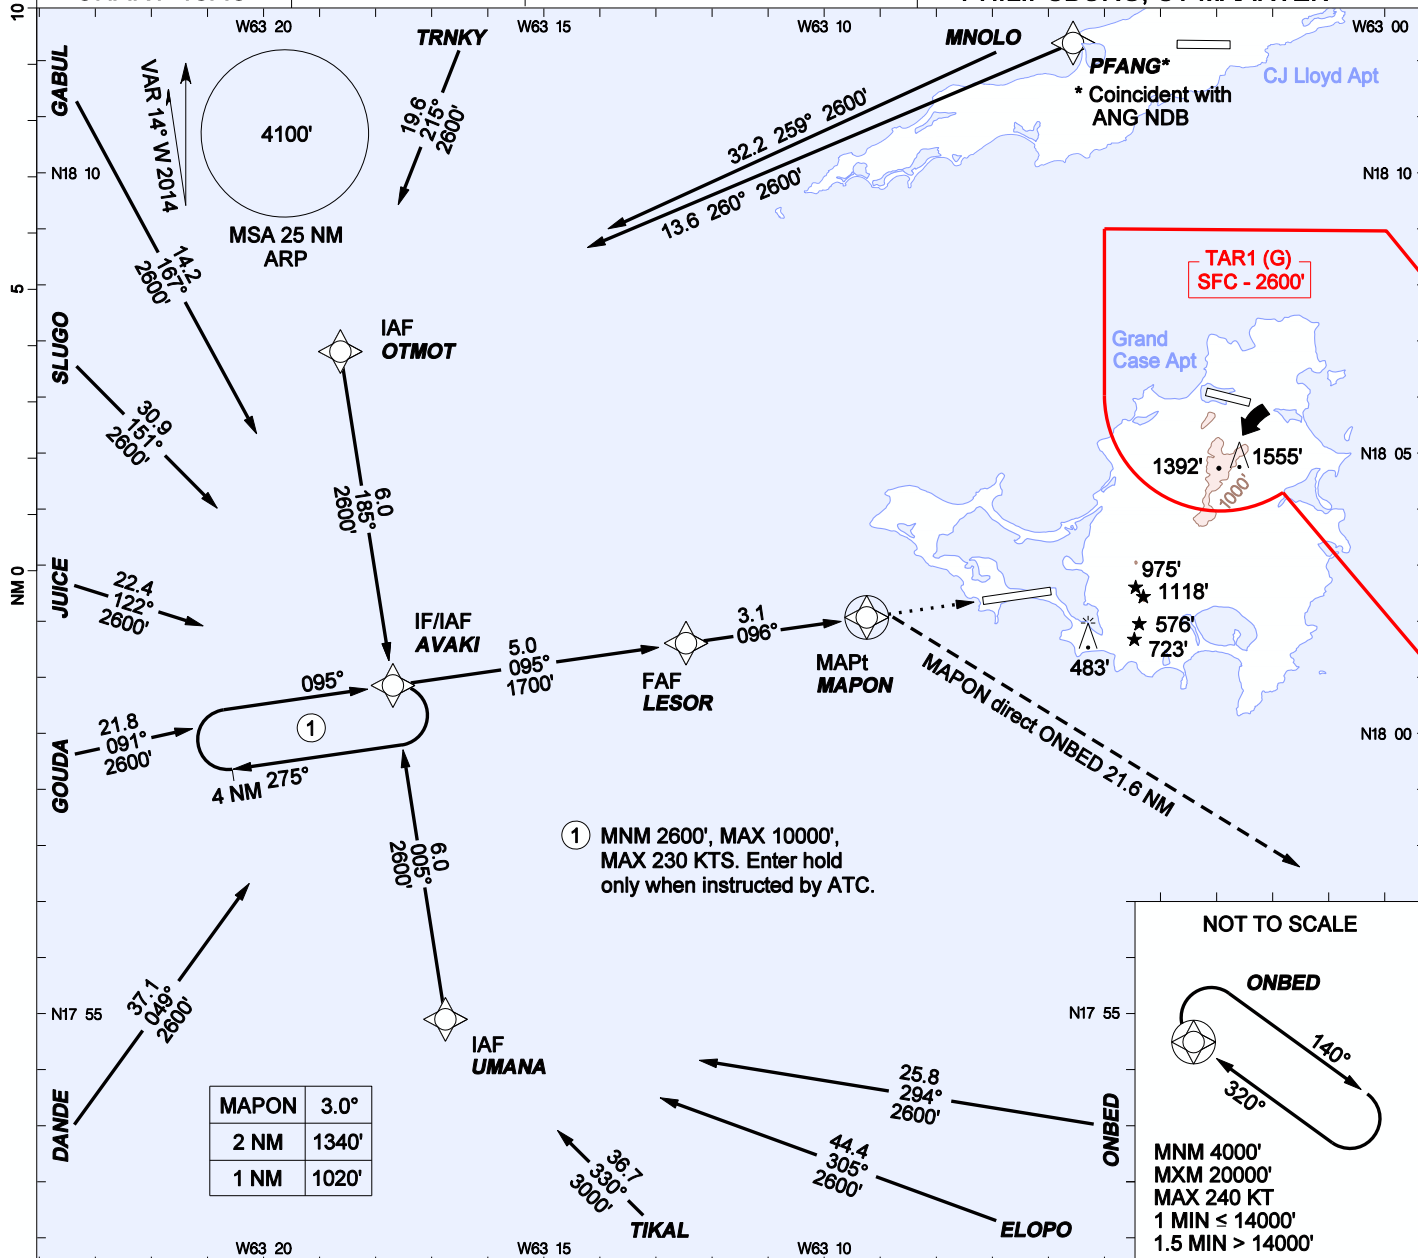 W63 20
W63 15
W63 10
W63 00
10
GABUL
VAR 14° W 2014
4100'
MSA 25 NM
ARP
TRNKY
19.6
215°
2600'
MNOLO
PFANG*
* Coincident with
ANG NDB
CJ Lloyd Apt
32.2 259° 2600'
13.6 260° 2600'
N18 10
N18 10
14.2
167°
2600'
TAR1 (G)
SFC - 2600'
5
SLUGO
IAF
OTMOT
Grand
Case Apt
30.9
151°
2600'
1392'
1555'
1000'
N18 05
6.0
185°
2600'
NM 0
JUICE
22.4
122°
2600'
975'
1118'
576'
723'
483'
IF/IAF
AVAKI
5.0
095°
1700'
3.1
096°
FAF
LESOR
MAPt
MAPON
MAPON direct ONBED 21.6 NM
N18 00
095°
1
275°
4 NM
GOUDA
21.8
091°
2600'
6.0
005°
2600'
1 MNM 2600', MAX 10000',
MAX 230 KTS. Enter hold
only when instructed by ATC.
N17 55
N17 55
37.1
049°
2600'
DANDE
IAF
UMANA
MAPON 3.0°
2 NM 1340'
1 NM 1020'
25.8
294°
2600'
ONBED
44.4
305°
2600'
ELOPO
36.7
330°
3000'
TIKAL
NOT TO SCALE
ONBED
140°
320°
MNM 4000'
MXM 20000'
MAX 240 KT
1 MIN ≤ 14000'
1.5 MIN > 14000'
W63 20
W63 15
W63 10